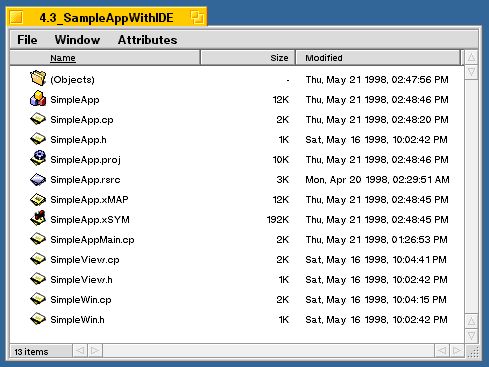 4.3_SampleAppWithIDE
File Window Attributes
Name Size Modified
(Objects) - Thu, May 21 1998, 02:47:56 PM
SimpleApp 12K Thu, May 21 1998, 02:48:46 PM
SimpleApp.cp 2K Thu, May 21 1998, 02:48:20 PM
SimpleApp.h 1K Sat, May 16 1998, 10:02:42 PM
SimpleApp.proj 10K Thu, May 21 1998, 02:48:46 PM
SimpleApp.rsrc 3K Mon, Apr 20 1998, 02:29:51 AM
SimpleApp.xMAP 12K Thu, May 21 1998, 02:48:45 PM
SimpleApp.xSYM 192K Thu, May 21 1998, 02:48:45 PM
SimpleAppMain.cp 2K Thu, May 21 1998, 01:26:53 PM
SimpleView.cp 2K Sat, May 16 1998, 10:04:41 PM
SimpleView.h 1K Sat, May 16 1998, 10:02:42 PM
SimpleWin.cp 2K Sat, May 16 1998, 10:04:15 PM
SimpleWin.h 1K Sat, May 16 1998, 10:02:42 PM
13 items